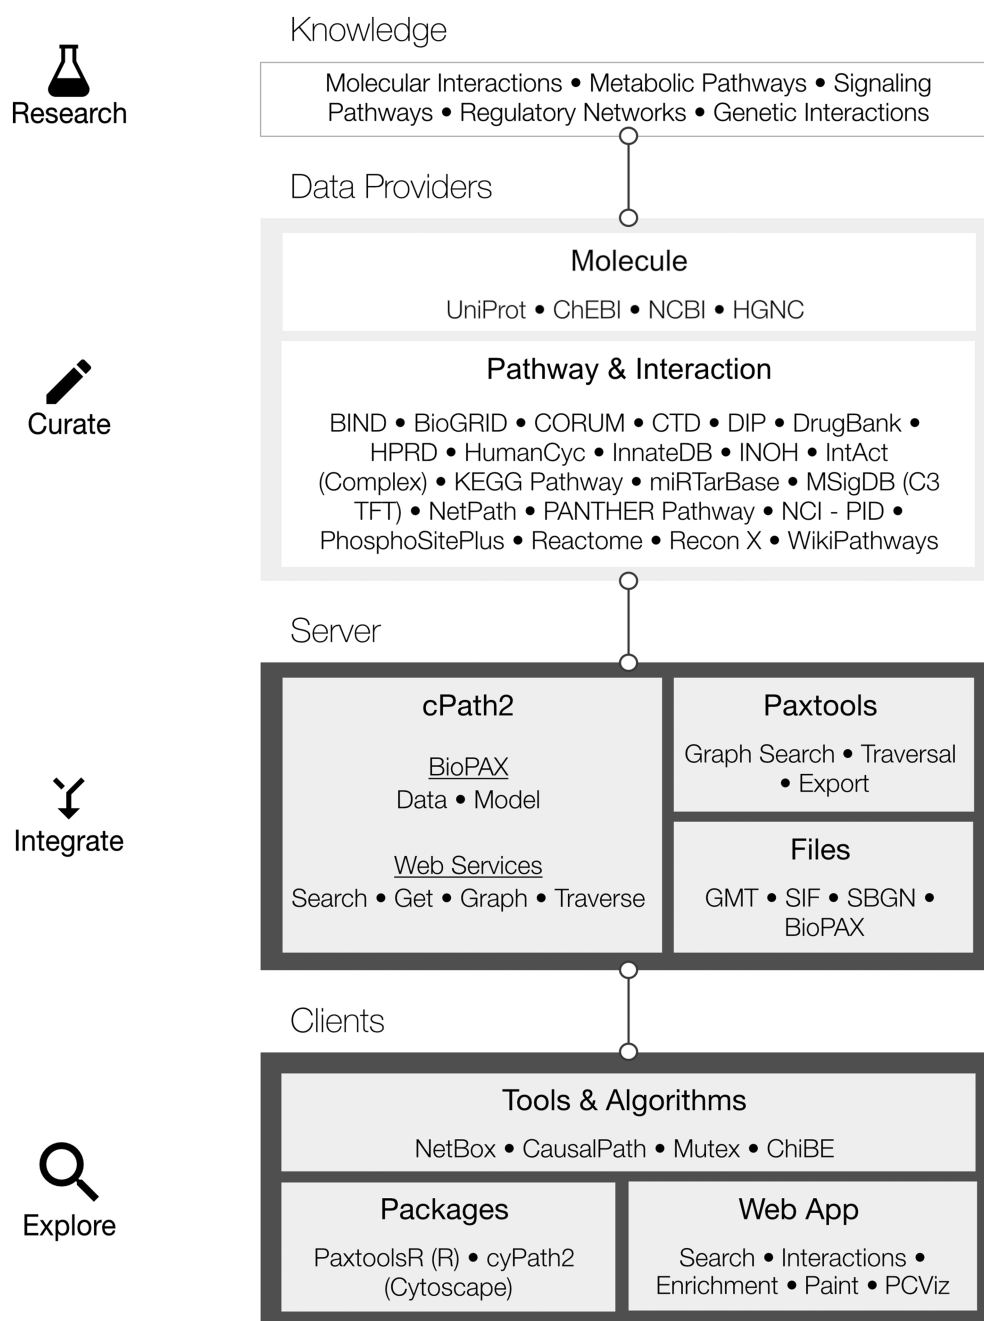 Knowledge
Research
Molecular Interactions • Metabolic Pathways • Signaling
Pathways • Regulatory Networks • Genetic Interactions
Data Providers
Molecule
UniProt • ChEBI • NCBI • HGNC
Curate
Pathway & Interaction
BIND • BioGRID • CORUM • CTD • DIP • DrugBank •
HPRD • HumanCyc • InnateDB • INOH • IntAct
(Complex) • KEGG Pathway • miRTarBase • MSigDB (C3
TFT) • NetPath • PANTHER Pathway • NCI - PID •
PhosphoSitePlus • Reactome • Recon X • WikiPathways
Server
Integrate
cPath2
BioPAX
Data • Model
Web Services
Search • Get • Graph • Traverse
Paxtools
Graph Search • Traversal
• Export
Files
GMT • SIF • SBGN •
BioPAX
Clients
Explore
Tools & Algorithms
NetBox • CausalPath • Mutex • ChiBE
Packages
PaxtoolsR (R) • cyPath2
(Cytoscape)
Web App
Search • Interactions •
Enrichment • Paint • PCViz